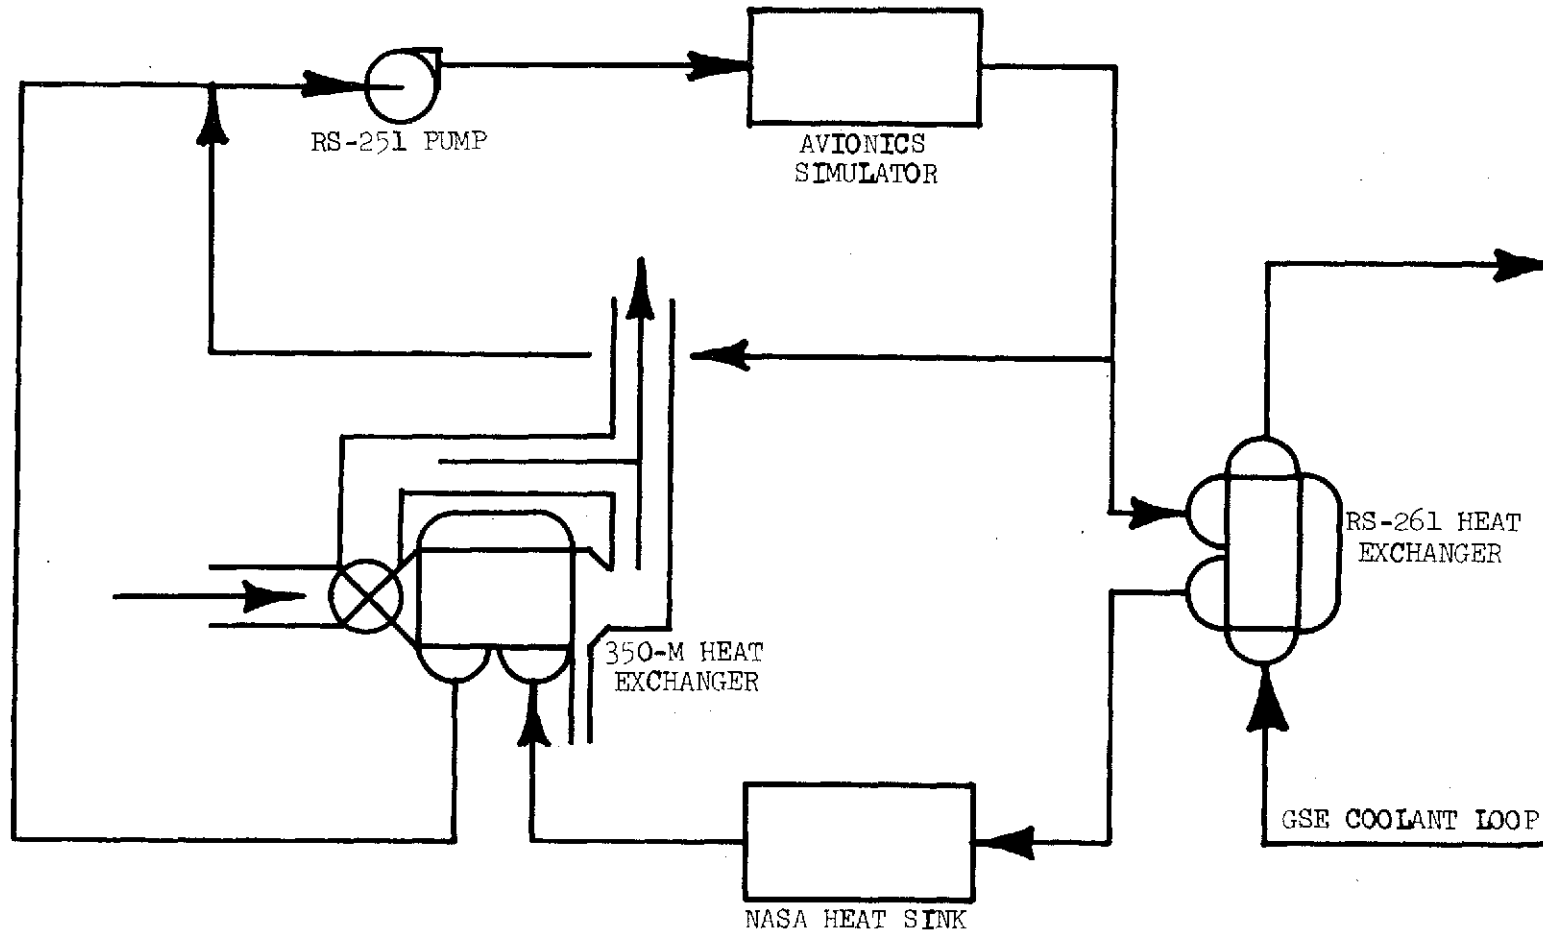 RS-251 PUMP
AVIONICS
SIMULATOR
RS-261 HEAT
EXCHANGER
350-M HEAT
EXCHANGER
GSE COOLANT LOOP
NASA HEAT SINK